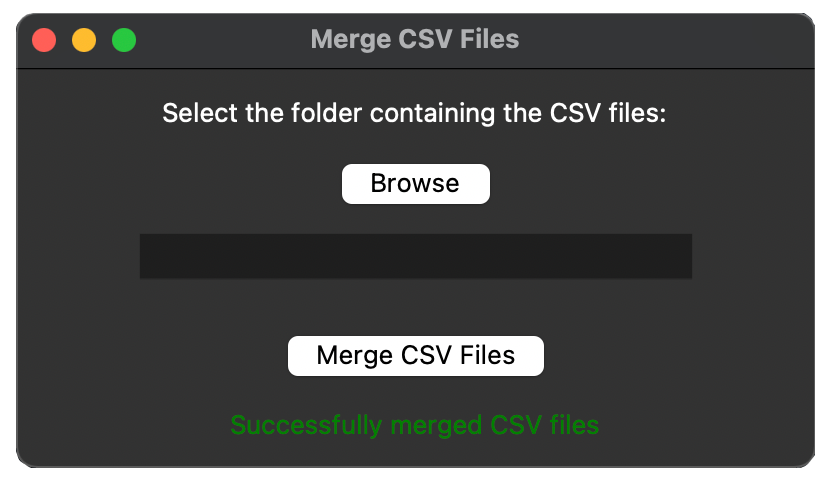 Merge CSV Files
Select the folder containing the CSV files:
Browse
Merge CSV Files
Successfully merged CSV files